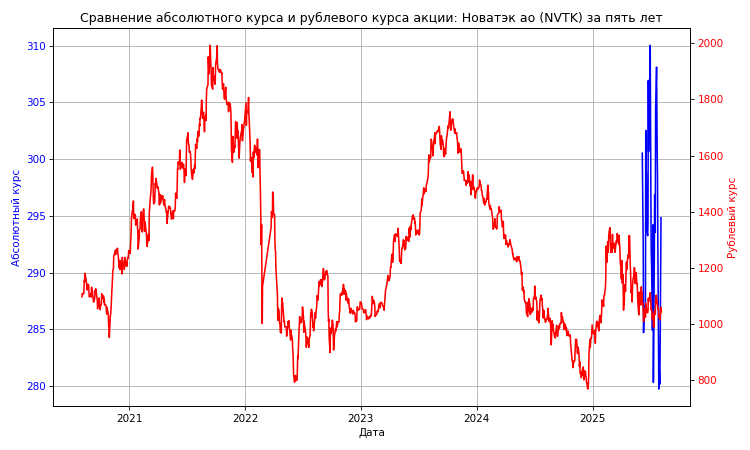 Сравнение абсолютного курса и рублевого курса акции: Новатэк ао (NVTK) за пять лет
310
305
300
295
290
285
280
Абсолютный курс
2000
1800
1600
1400
1200
1000
800
Рублевый курс
2021 2022 2023 2024 2025
Дата